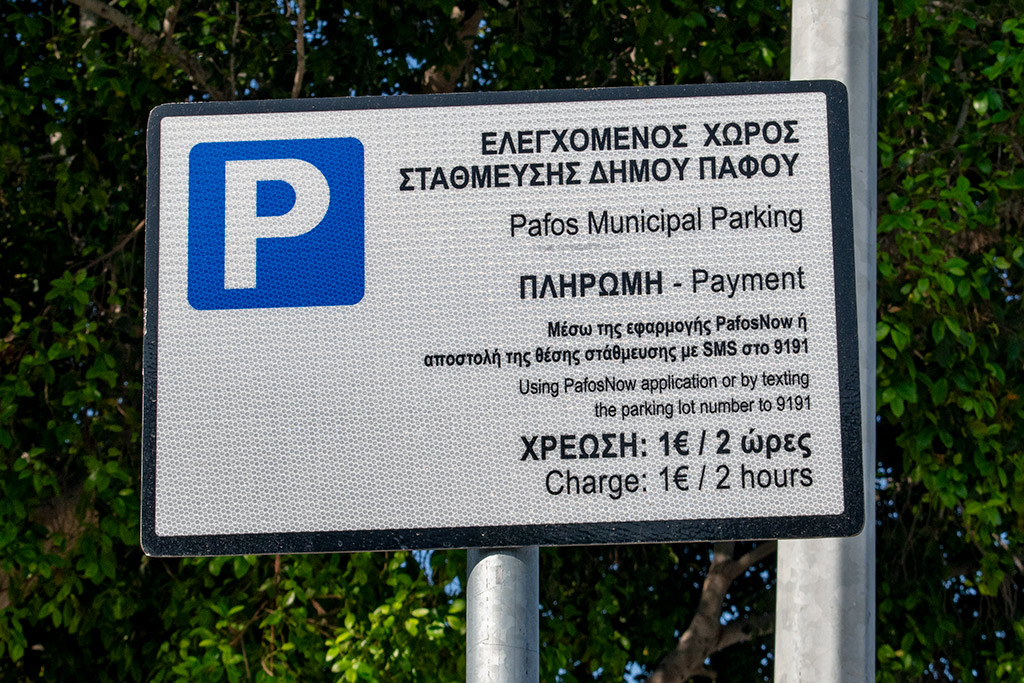 P
ΕΛΕΓΧΟΜΕΝΟΣ ΧΩΡΟΣ
ΣΤΑΘΜΕΥΣΗΣ ΔΗΜΟΥ ΠΑΦΟΥ
Pafos Municipal Parking
ΠΛΗΡΩΜΗ - Payment
Μέσω της εφαρμογής PafosNow ή
αποστολή της θέσης στάθμευσης με SMS στο 9191
Using PafosNow application or by texting
the parking lot number to 9191
ΧΡΕΩΣΗ: 1€ / 2 ώρες
Charge: 1€ / 2 hours